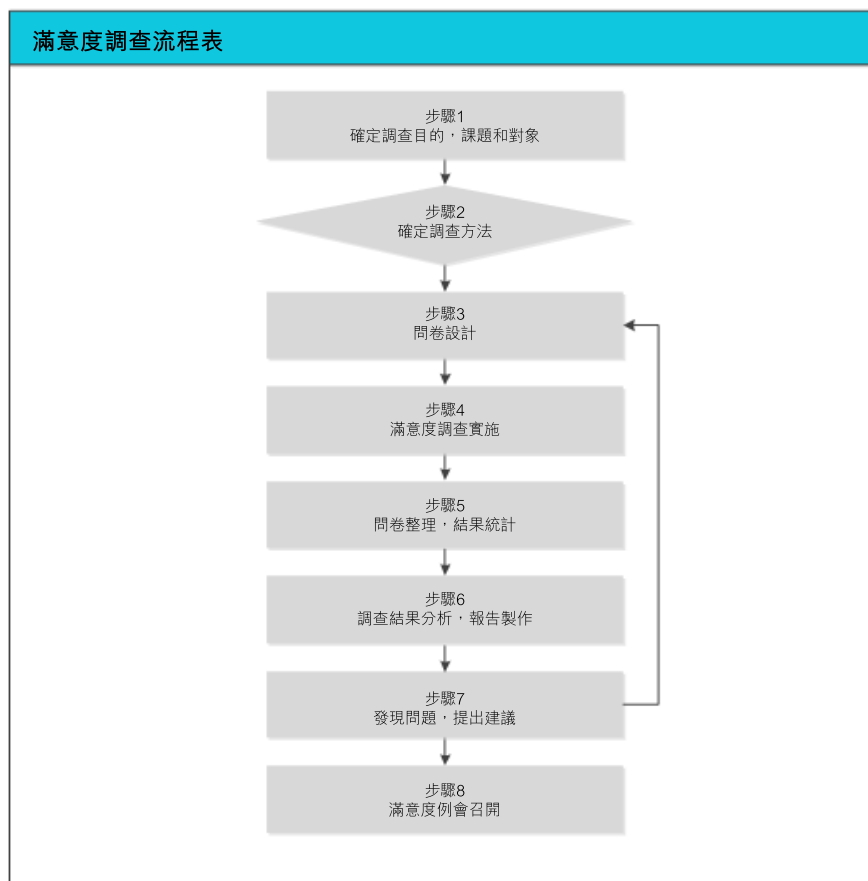 滿意度調查流程表
步驟1
確定調查目的，課題和對象
步驟2
確定調查方法
步驟3
問卷設計
步驟4
滿意度調查實施
步驟5
問卷整理，結果統計
步驟6
調查結果分析，報告製作
步驟7
發現問題，提出建議
步驟8
滿意度例會召開